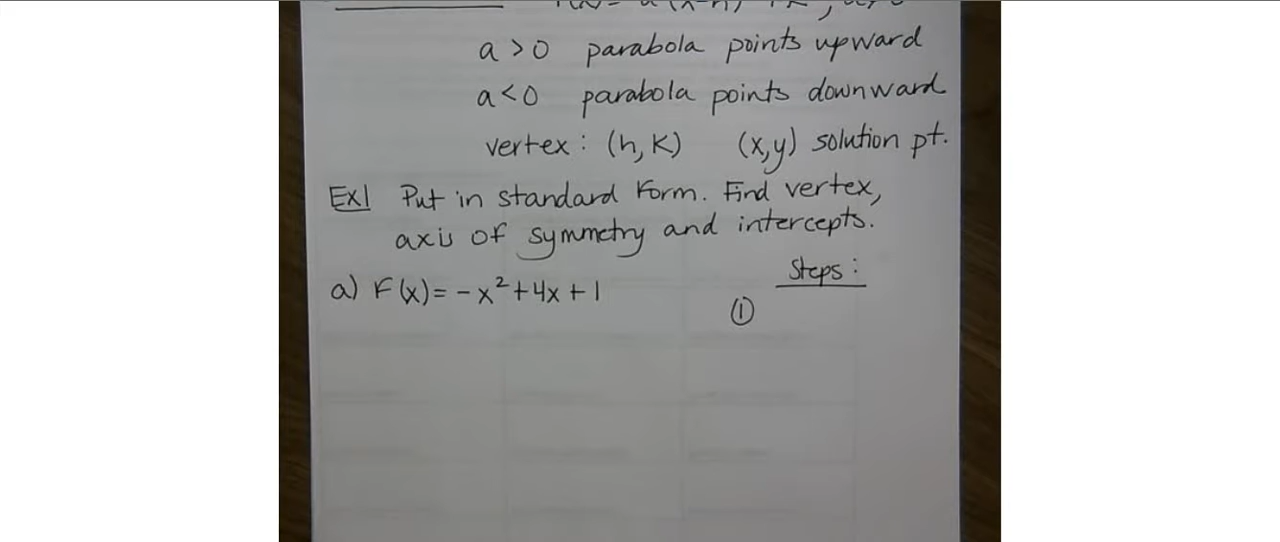 a > 0 parabola points upward
a < 0 parabola points downward
vertex : (h, k) (x,y) solution pt.
Ex1 Put in standard form. Find vertex,
axis of symmetry and intercepts.
Steps :
a) F(x) = -x² + 4x + 1
①